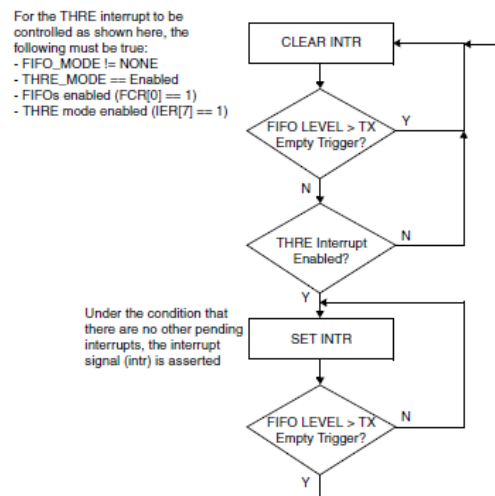 For the THRE interrupt to be
controlled as shown here, the
following must be true:
- FIFO_MODE != NONE
- THRE_MODE == Enabled
- FIFOs enabled (FCR[0] == 1)
- THRE mode enabled (IER[7] == 1)
CLEAR INTR
FIFO LEVEL > TX
Empty Trigger?
Y
N
THRE Interrupt
Enabled?
N
Y
Under the condition that
there are no other pending
interrupts, the interrupt
signal (intr) is asserted
SET INTR
FIFO LEVEL > TX
Empty Trigger?
N
Y